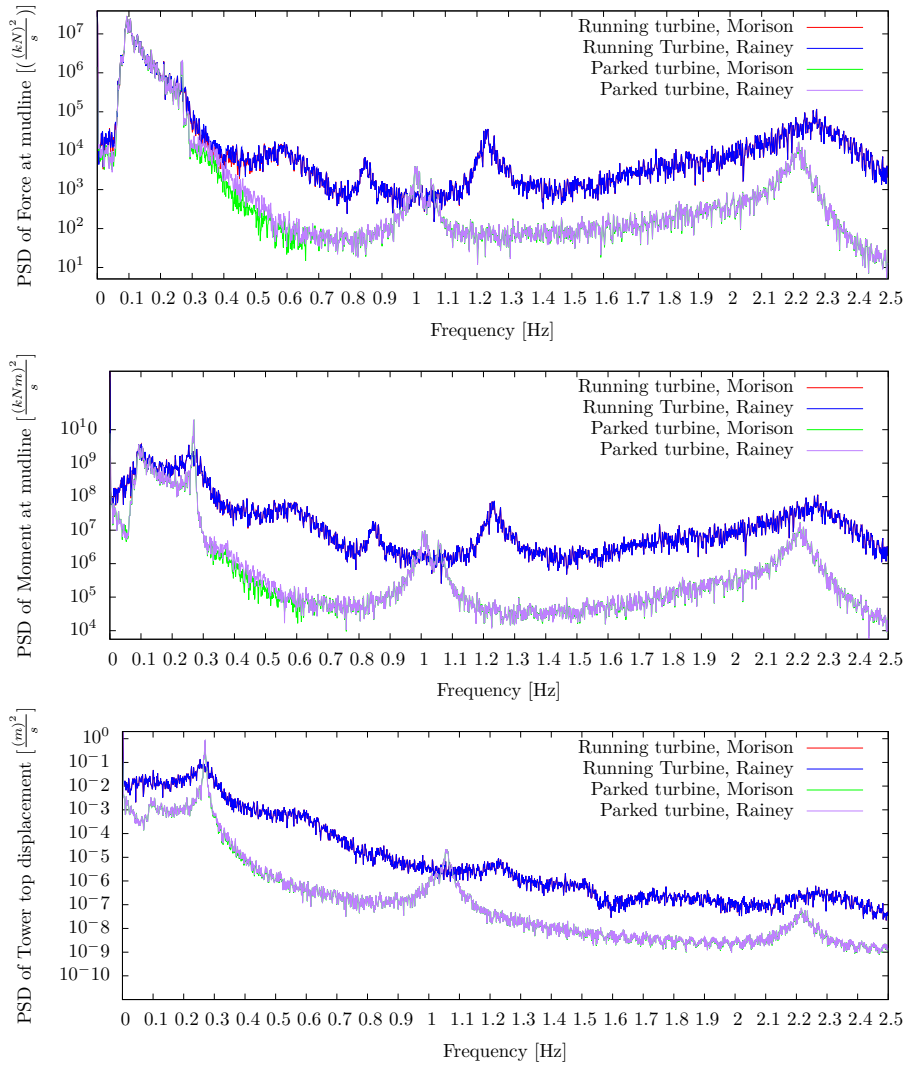 PSD of Force at mudline [((kN)²/s)]
10⁷
10⁶
10⁵
10⁴
10³
10²
10¹
Running turbine, Morison
Running Turbine, Rainey
Parked turbine, Morison
Parked turbine, Rainey
0 0.1 0.2 0.3 0.4 0.5 0.6 0.7 0.8 0.9 1 1.1 1.2 1.3 1.4 1.5 1.6 1.7 1.8 1.9 2 2.1 2.2 2.3 2.4 2.5
Frequency [Hz]
PSD of Moment at mudline [(kNm)²/s]
10¹⁰
10⁹
10⁸
10⁷
10⁶
10⁵
10⁴
Running turbine, Morison
Running Turbine, Rainey
Parked turbine, Morison
Parked turbine, Rainey
0 0.1 0.2 0.3 0.4 0.5 0.6 0.7 0.8 0.9 1 1.1 1.2 1.3 1.4 1.5 1.6 1.7 1.8 1.9 2 2.1 2.2 2.3 2.4 2.5
Frequency [Hz]
PSD of Tower top displacement [(m)²/s]
10⁰
10⁻¹
10⁻²
10⁻³
10⁻⁴
10⁻⁵
10⁻⁶
10⁻⁷
10⁻⁸
10⁻⁹
10⁻¹⁰
Running turbine, Morison
Running Turbine, Rainey
Parked turbine, Morison
Parked turbine, Rainey
0 0.1 0.2 0.3 0.4 0.5 0.6 0.7 0.8 0.9 1 1.1 1.2 1.3 1.4 1.5 1.6 1.7 1.8 1.9 2 2.1 2.2 2.3 2.4 2.5
Frequency [Hz]